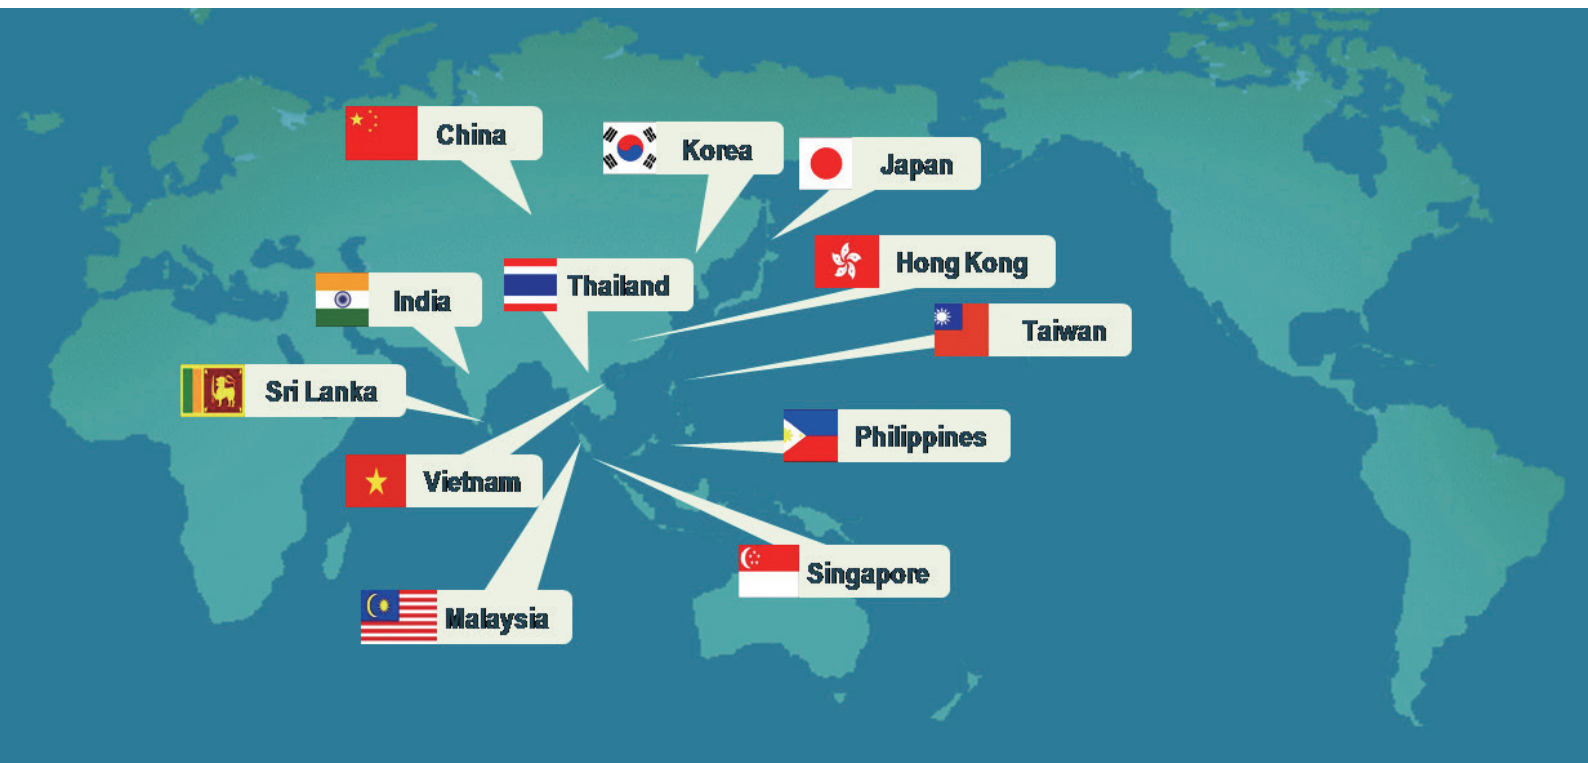 China
Korea
Japan
Hong Kong
Thailand
India
Taiwan
Sri Lanka
Philippines
Vietnam
Singapore
Malaysia